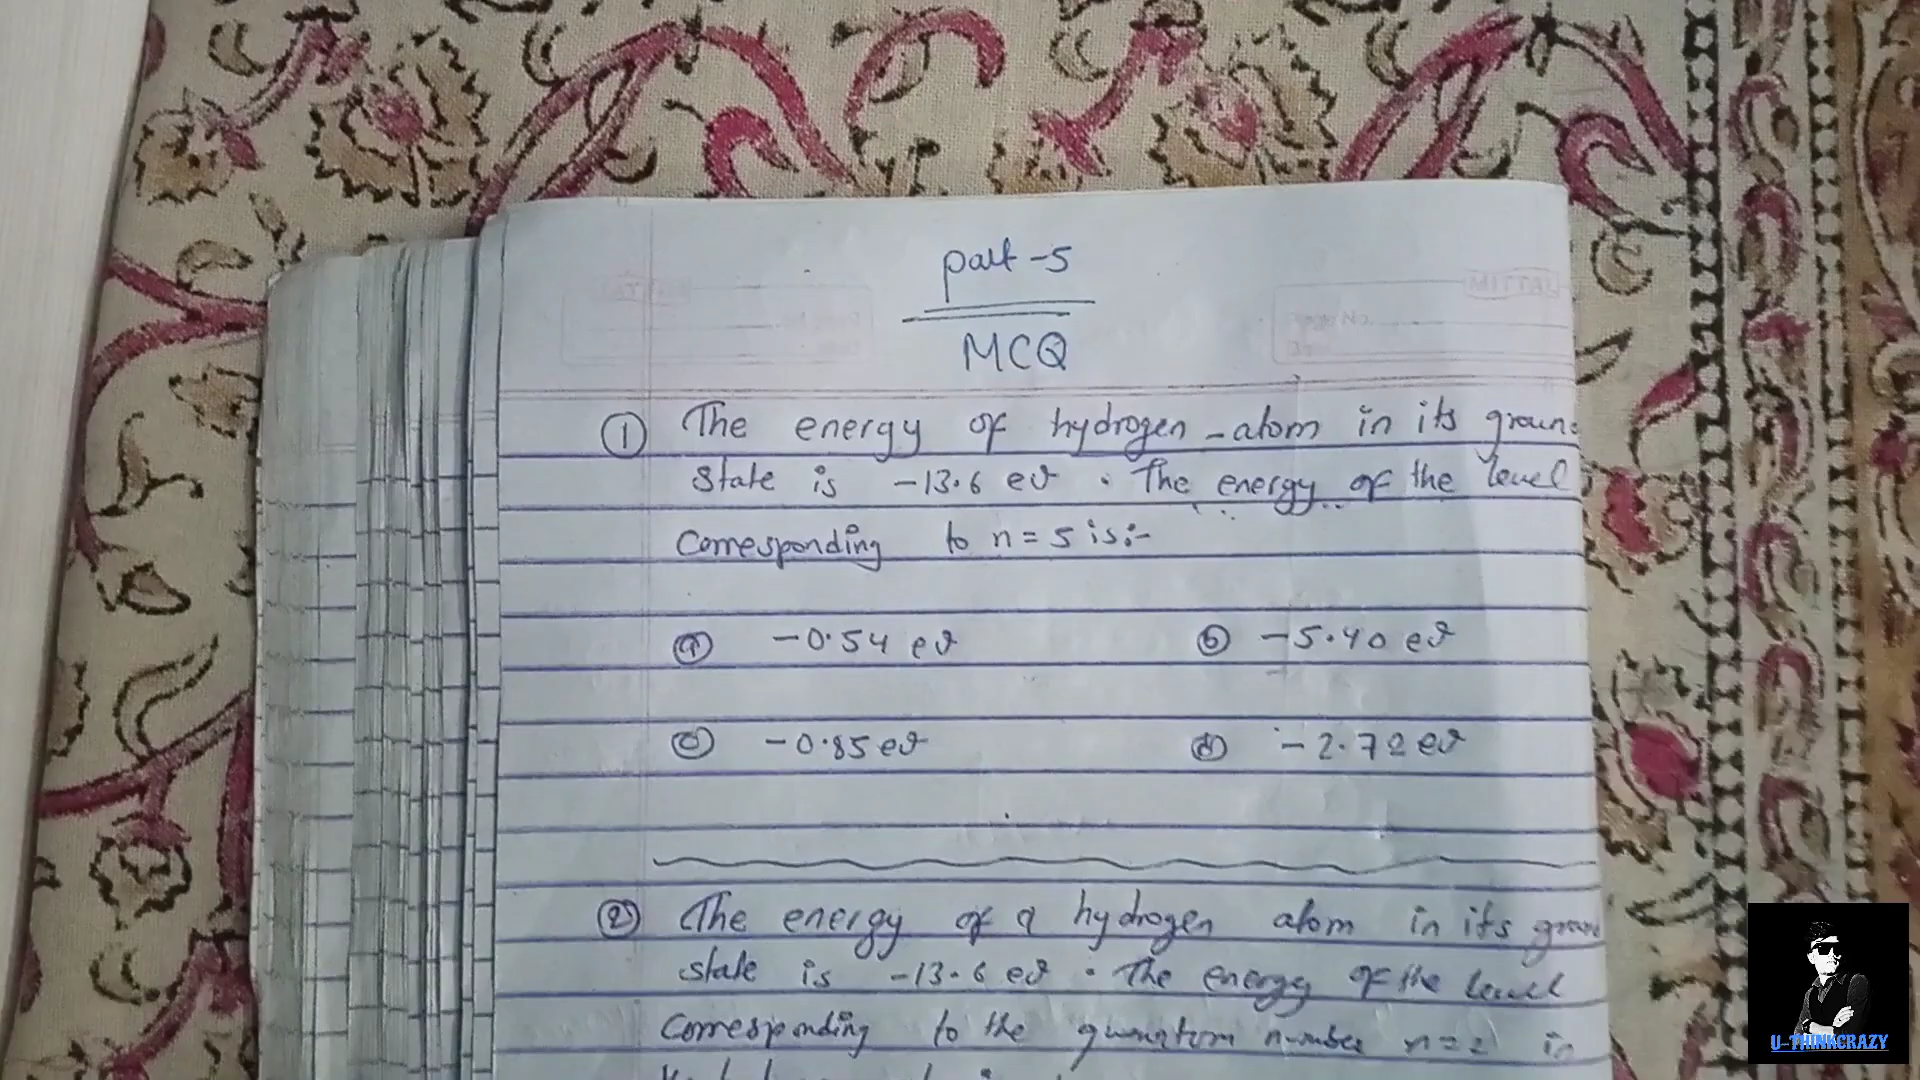 part-5
MCQ
① The energy of hydrogen-atom in its groun
state is -13.6 ev. The energy of the level
Corresponding to n=5 is:-
ⓐ -0.54 ev ⓑ -5.40 ev
ⓒ -0.85 ev ⓓ -2.72 ev
② The energy of a hydrogen atom in its groun
state is -13.6 ev. The energy of the level
Corresponding to the quantum number n=2 in
U-THINKCRAZY